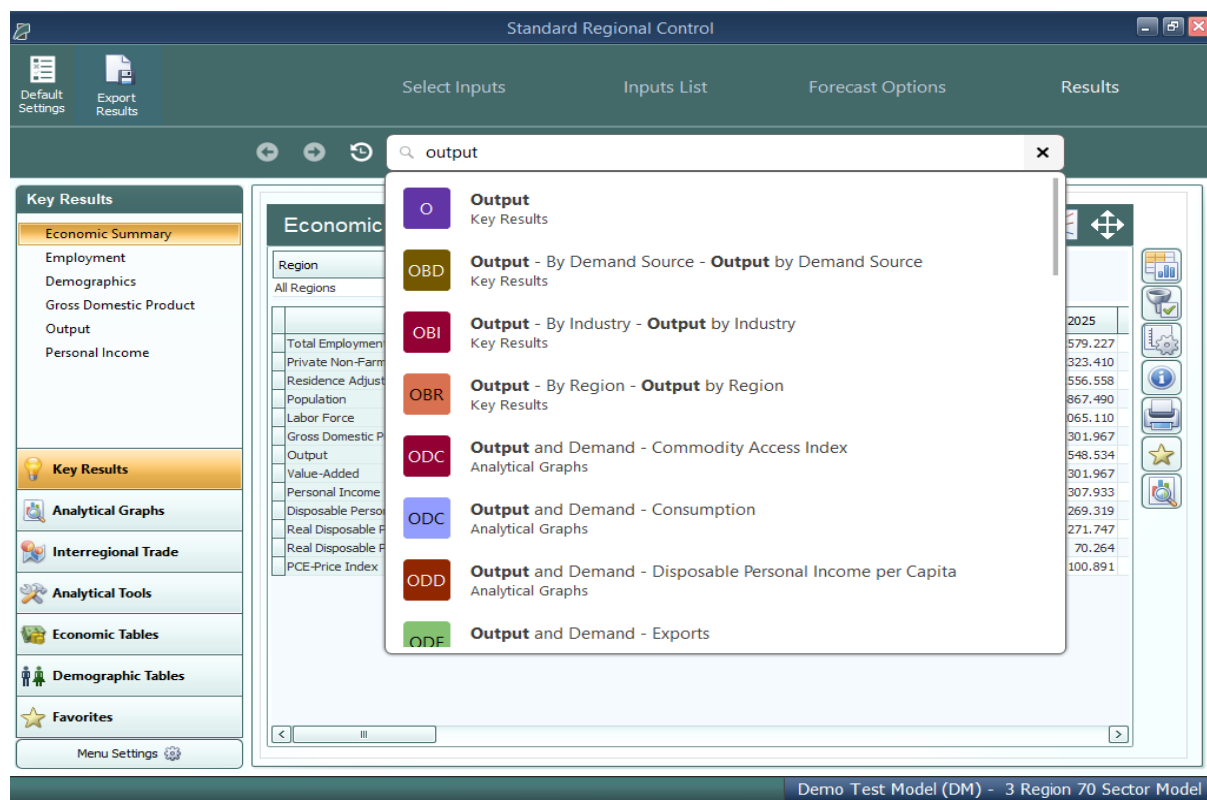 Standard Regional Control
Default
Settings
Export
Results
Select Inputs
Inputs List
Forecast Options
Results
output
Key Results
Economic Summary
Employment
Demographics
Gross Domestic Product
Output
Personal Income
Key Results
Analytical Graphs
Interregional Trade
Analytical Tools
Economic Tables
Demographic Tables
Favorites
Menu Settings
Economic
Region
All Regions
2025
Total Employmen 579.227
Private Non-Farm 323.410
Residence Adjust 556.558
Population 867.490
Labor Force 065.110
Gross Domestic P 301.967
Output 548.534
Value-Added 301.967
Personal Income 307.933
Disposable Person 269.319
Real Disposable P 271.747
Real Disposable P 70.264
PCE-Price Index 100.891
O
Output
Key Results
OBD
Output - By Demand Source - Output by Demand Source
Key Results
OBI
Output - By Industry - Output by Industry
Key Results
OBR
Output - By Region - Output by Region
Key Results
ODC
Output and Demand - Commodity Access Index
Analytical Graphs
ODC
Output and Demand - Consumption
Analytical Graphs
ODD
Output and Demand - Disposable Personal Income per Capita
Analytical Graphs
ODE
Output and Demand - Exports
Demo Test Model (DM) - 3 Region 70 Sector Model